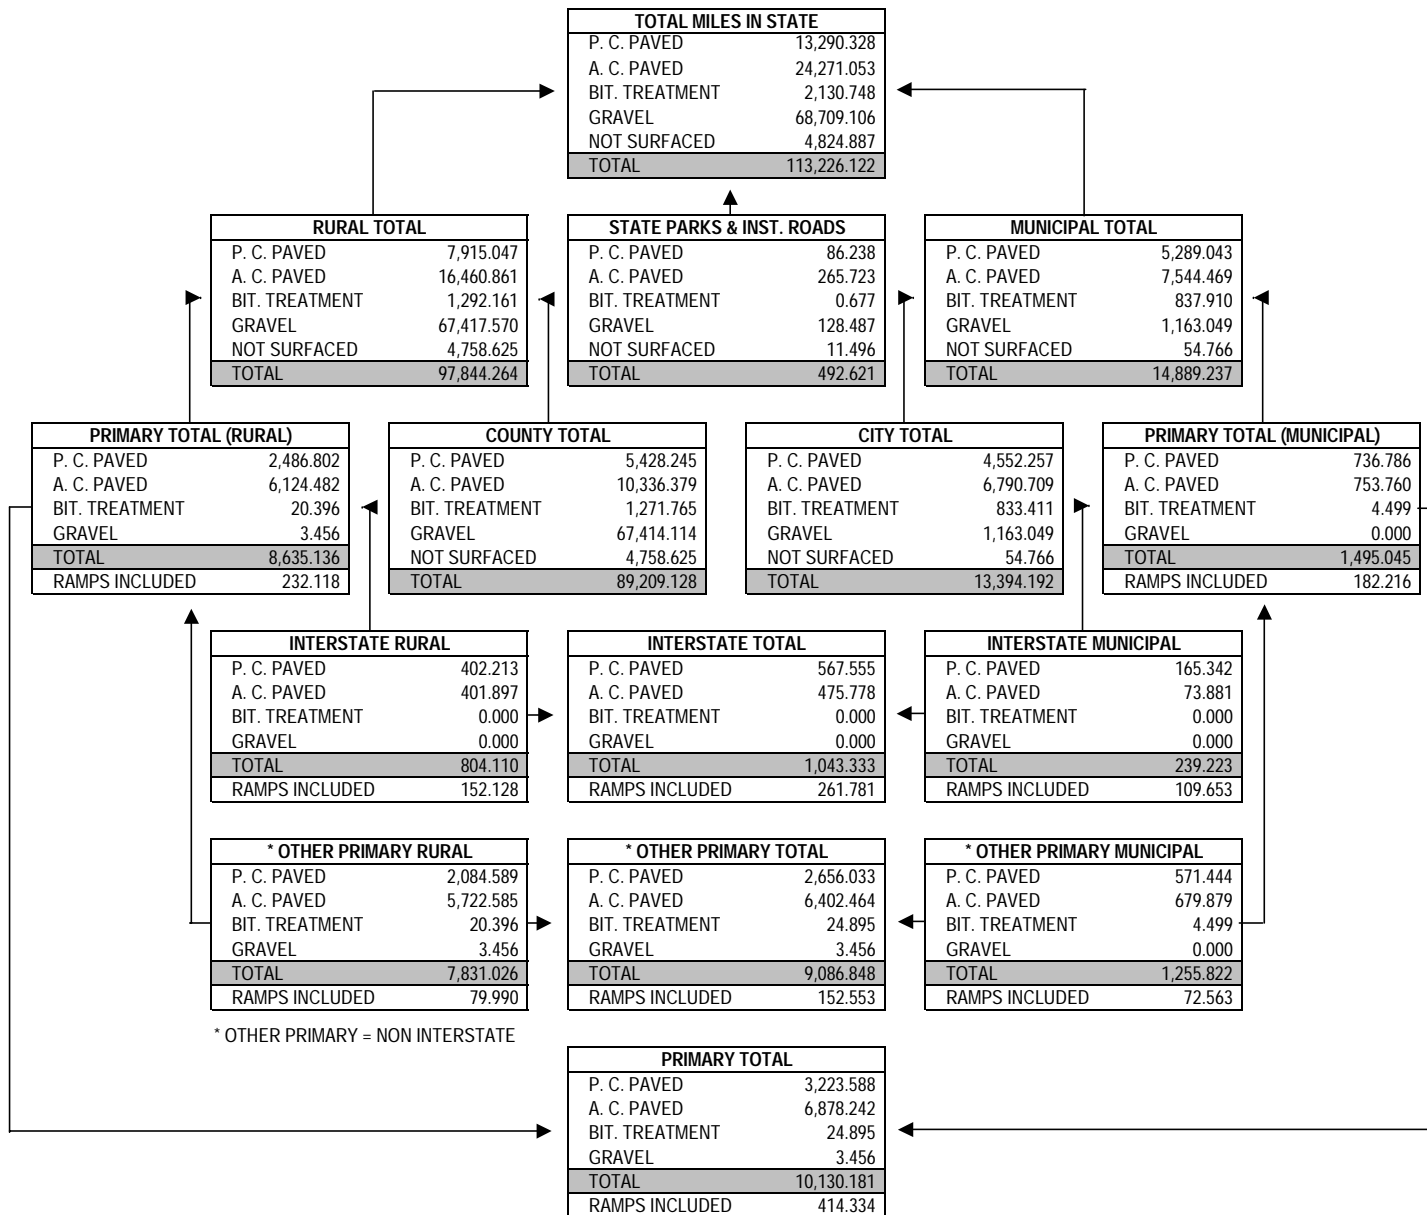 TOTAL MILES IN STATE
P. C. PAVED 13,290.328
A. C. PAVED 24,271.053
BIT. TREATMENT 2,130.748
GRAVEL 68,709.106
NOT SURFACED 4,824.887
TOTAL 113,226.122
RURAL TOTAL
P. C. PAVED 7,915.047
A. C. PAVED 16,460.861
BIT. TREATMENT 1,292.161
GRAVEL 67,417.570
NOT SURFACED 4,758.625
TOTAL 97,844.264
STATE PARKS & INST. ROADS
P. C. PAVED 86.238
A. C. PAVED 265.723
BIT. TREATMENT 0.677
GRAVEL 128.487
NOT SURFACED 11.496
TOTAL 492.621
MUNICIPAL TOTAL
P. C. PAVED 5,289.043
A. C. PAVED 7,544.469
BIT. TREATMENT 837.910
GRAVEL 1,163.049
NOT SURFACED 54.766
TOTAL 14,889.237
PRIMARY TOTAL (RURAL)
P. C. PAVED 2,486.802
A. C. PAVED 6,124.482
BIT. TREATMENT 20.396
GRAVEL 3.456
TOTAL 8,635.136
RAMPS INCLUDED 232.118
COUNTY TOTAL
P. C. PAVED 5,428.245
A. C. PAVED 10,336.379
BIT. TREATMENT 1,271.765
GRAVEL 67,414.114
NOT SURFACED 4,758.625
TOTAL 89,209.128
CITY TOTAL
P. C. PAVED 4,552.257
A. C. PAVED 6,790.709
BIT. TREATMENT 833.411
GRAVEL 1,163.049
NOT SURFACED 54.766
TOTAL 13,394.192
PRIMARY TOTAL (MUNICIPAL)
P. C. PAVED 736.786
A. C. PAVED 753.760
BIT. TREATMENT 4.499
GRAVEL 0.000
TOTAL 1,495.045
RAMPS INCLUDED 182.216
INTERSTATE RURAL
P. C. PAVED 402.213
A. C. PAVED 401.897
BIT. TREATMENT 0.000
GRAVEL 0.000
TOTAL 804.110
RAMPS INCLUDED 152.128
INTERSTATE TOTAL
P. C. PAVED 567.555
A. C. PAVED 475.778
BIT. TREATMENT 0.000
GRAVEL 0.000
TOTAL 1,043.333
RAMPS INCLUDED 261.781
INTERSTATE MUNICIPAL
P. C. PAVED 165.342
A. C. PAVED 73.881
BIT. TREATMENT 0.000
GRAVEL 0.000
TOTAL 239.223
RAMPS INCLUDED 109.653
* OTHER PRIMARY RURAL
P. C. PAVED 2,084.589
A. C. PAVED 5,722.585
BIT. TREATMENT 20.396
GRAVEL 3.456
TOTAL 7,831.026
RAMPS INCLUDED 79.990
* OTHER PRIMARY TOTAL
P. C. PAVED 2,656.033
A. C. PAVED 6,402.464
BIT. TREATMENT 24.895
GRAVEL 3.456
TOTAL 9,086.848
RAMPS INCLUDED 152.553
* OTHER PRIMARY MUNICIPAL
P. C. PAVED 571.444
A. C. PAVED 679.879
BIT. TREATMENT 4.499
GRAVEL 0.000
TOTAL 1,255.822
RAMPS INCLUDED 72.563
* OTHER PRIMARY = NON INTERSTATE
PRIMARY TOTAL
P. C. PAVED 3,223.588
A. C. PAVED 6,878.242
BIT. TREATMENT 24.895
GRAVEL 3.456
TOTAL 10,130.181
RAMPS INCLUDED 414.334